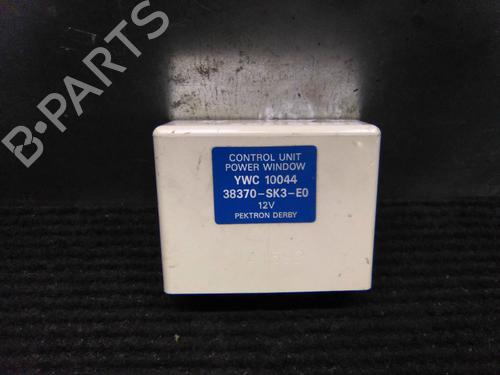 B-PARTS
CONTROL UNIT
POWER WINDOW
YWC 10044
38370-SK3-E0
12V
PEKTRON DERBY